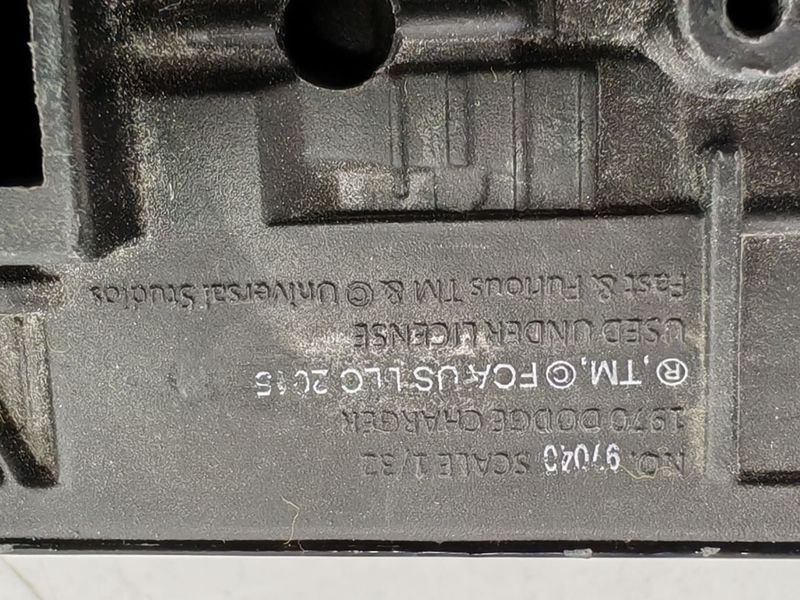 NO. 97040 SCALE 1/32
1970 DODGE CHARGER
®,TM,© FCA US LLC 2015
USED UNDER LICENSE
Fast & Furious TM & © Universal Studios